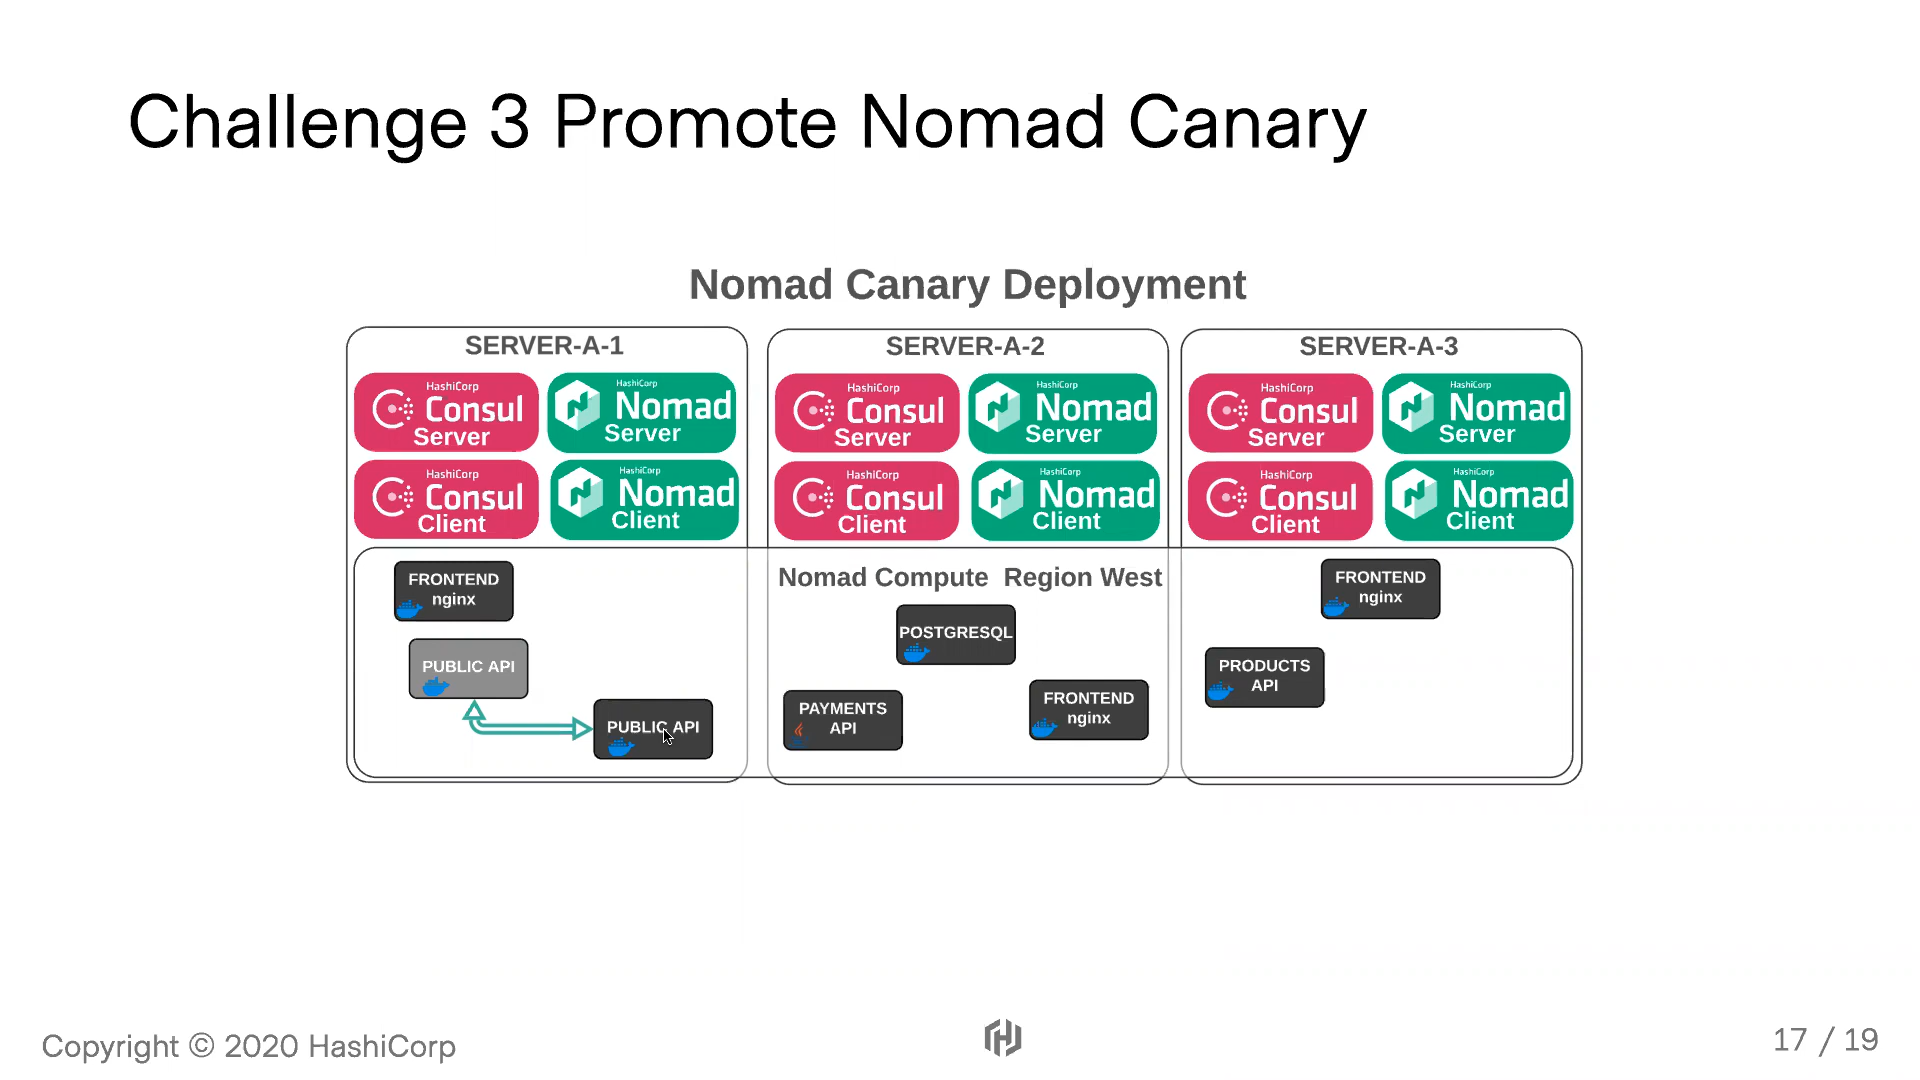 Challenge 3 Promote Nomad Canary
Nomad Canary Deployment
SERVER-A-1
HashiCorp
Consul
Server
HashiCorp
Nomad
Server
HashiCorp
Consul
Client
HashiCorp
Nomad
Client
SERVER-A-2
HashiCorp
Consul
Server
HashiCorp
Nomad
Server
HashiCorp
Consul
Client
HashiCorp
Nomad
Client
SERVER-A-3
HashiCorp
Consul
Server
HashiCorp
Nomad
Server
HashiCorp
Consul
Client
HashiCorp
Nomad
Client
Nomad Compute Region West
FRONTEND
nginx
PUBLIC API
PUBLIC API
POSTGRESQL
PAYMENTS
API
FRONTEND
nginx
FRONTEND
nginx
PRODUCTS
API
Copyright © 2020 HashiCorp
17 / 19